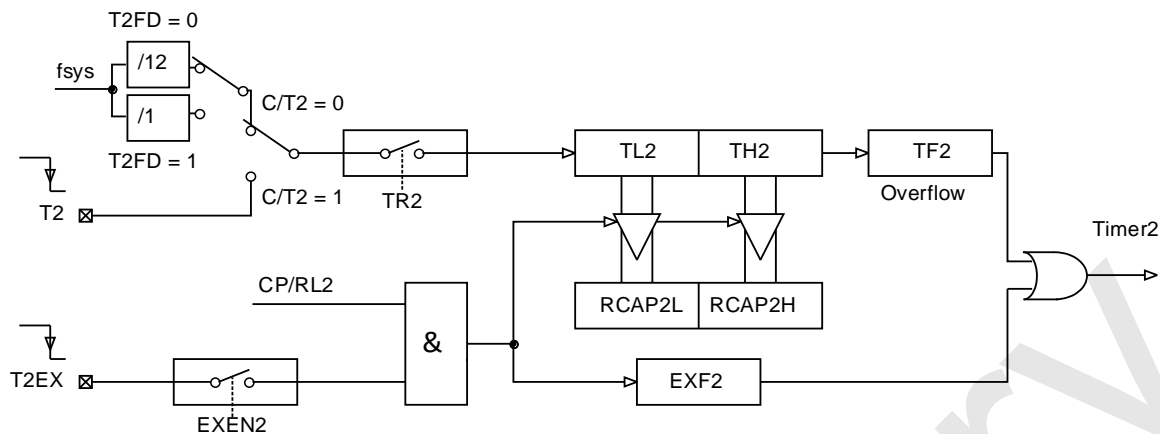 T2FD = 0
/12
fsys
C/T2 = 0
/1
T2FD = 1
TL2
TH2
TF2
Overflow
T2
C/T2 = 1
TR2
Timer2
CP/RL2
RCAP2L
RCAP2H
&
T2EX
EXF2
EXEN2